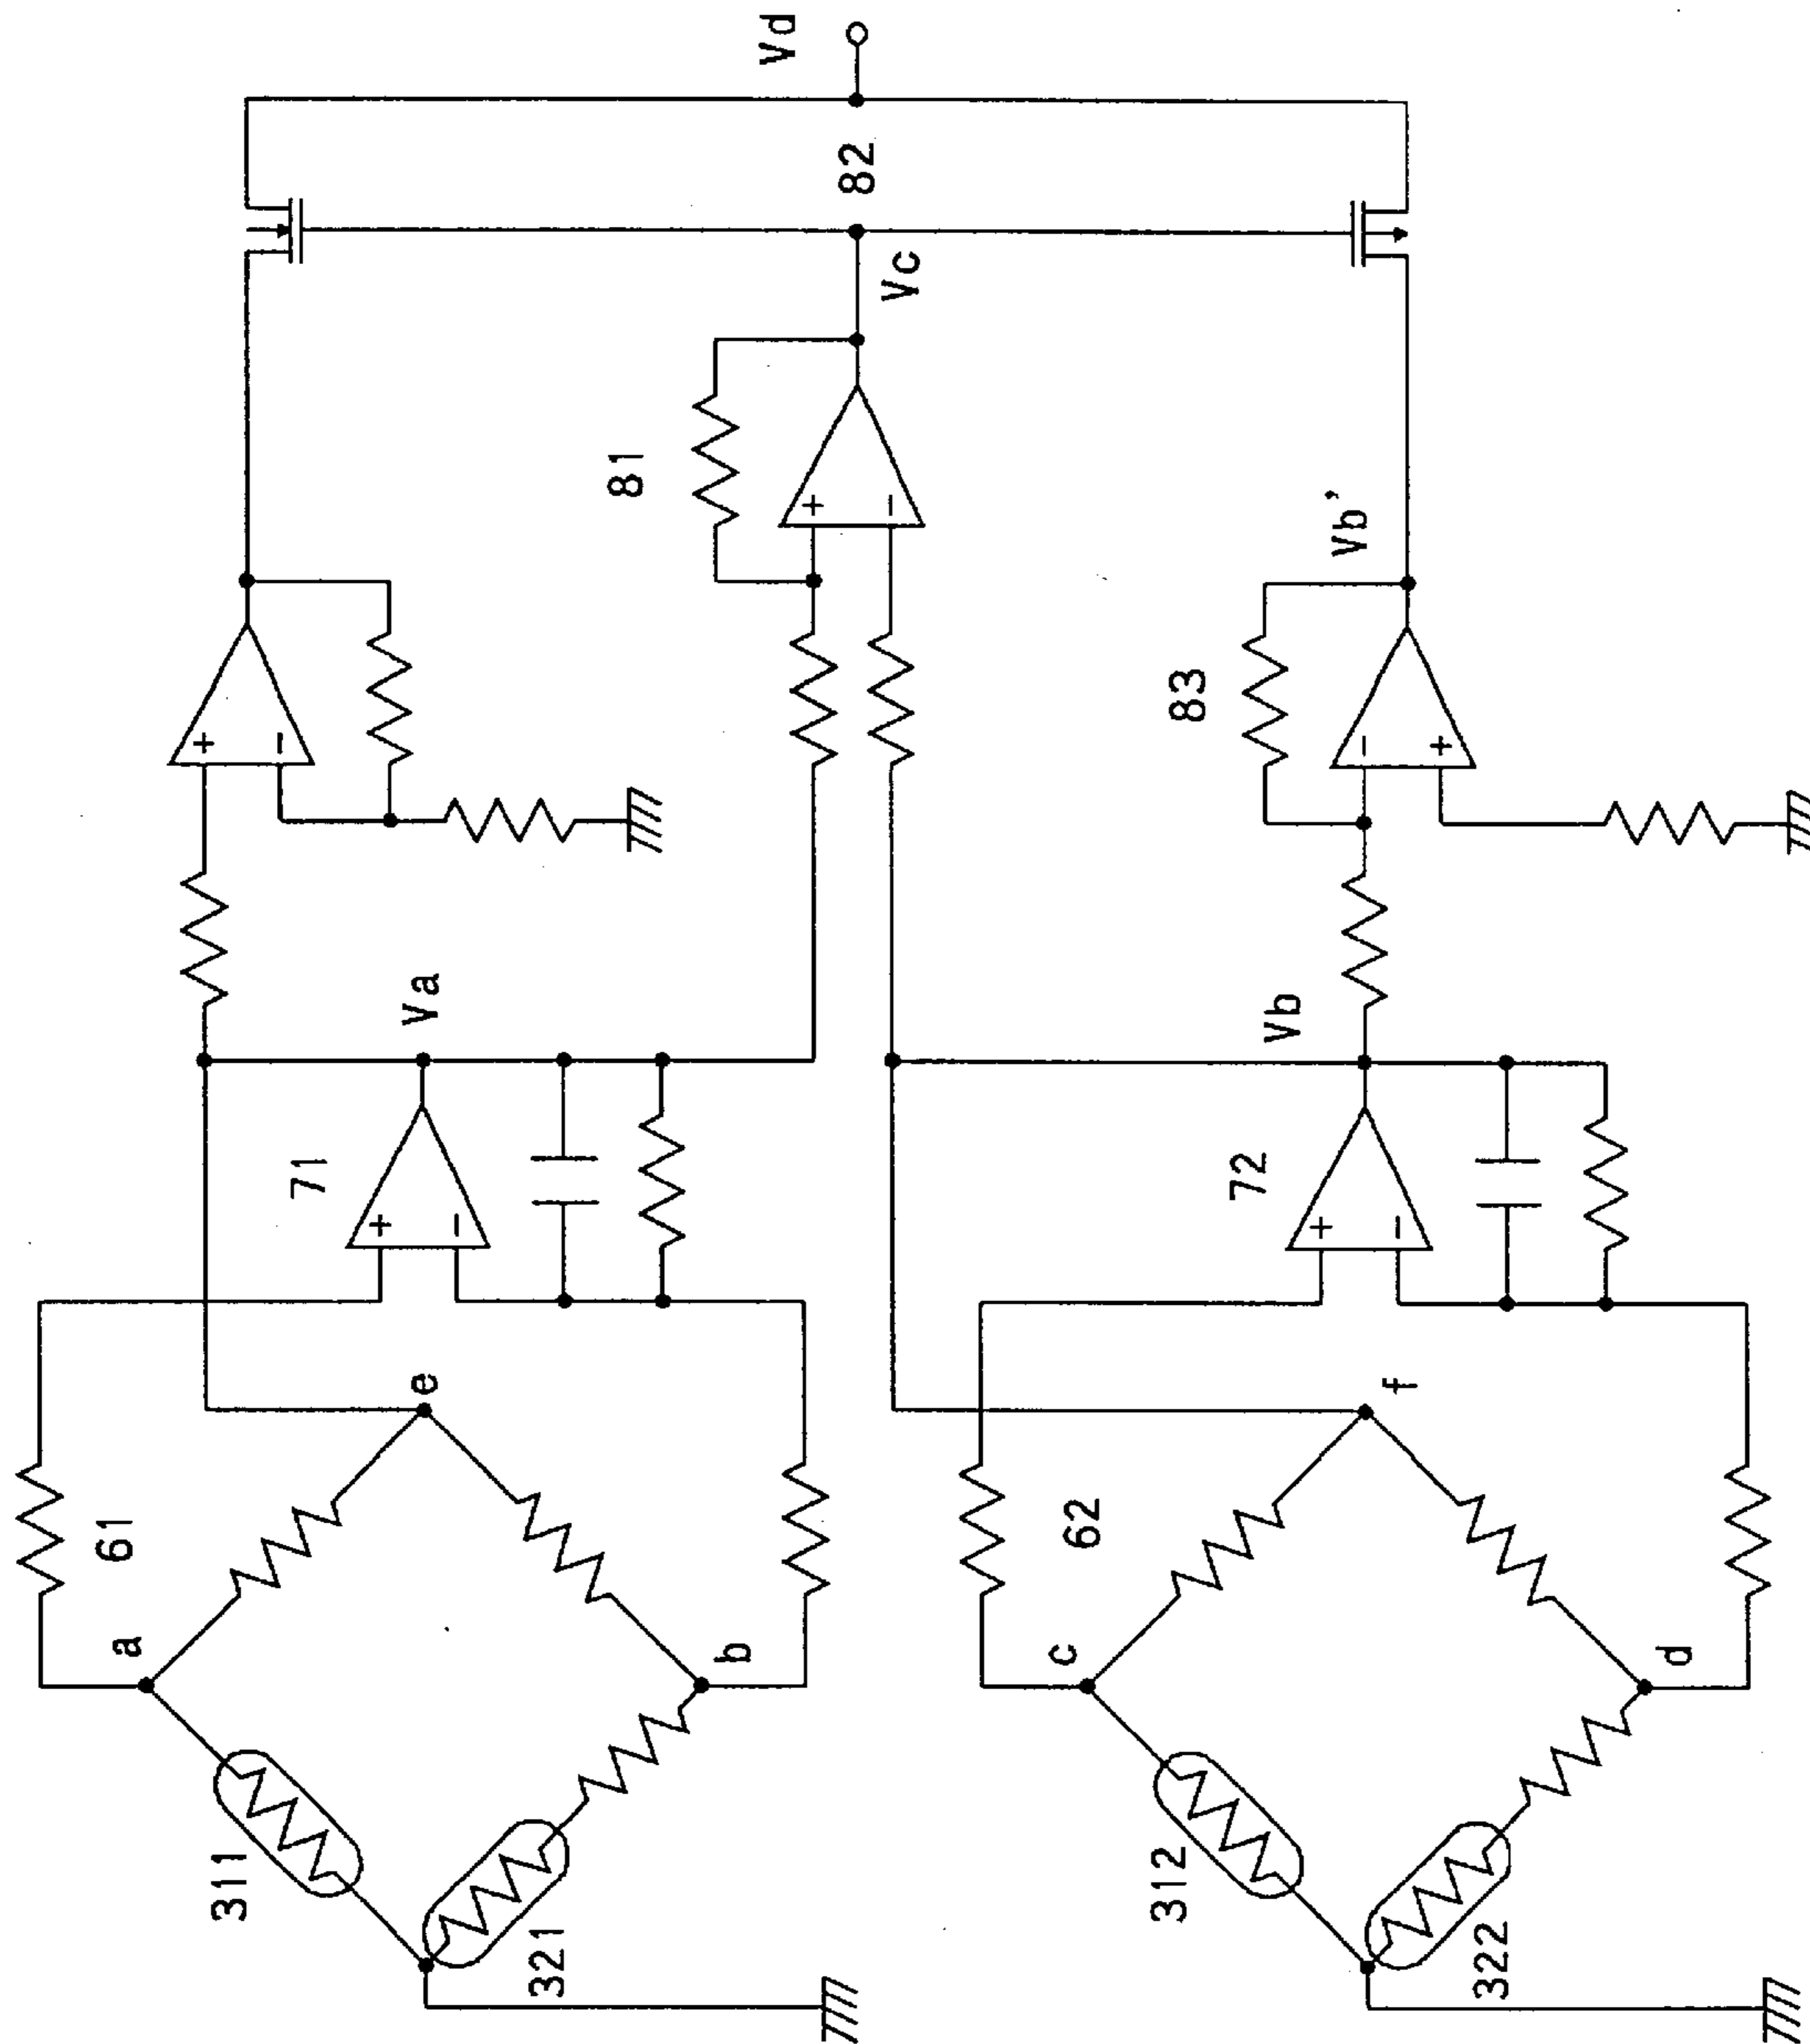 311
321
a
b
61
e
71
+
-
Va
+
-
81
+
-
Vc
82
Vd
312
322
c
d
62
f
72
+
-
Vb
83
-
+
Vb'